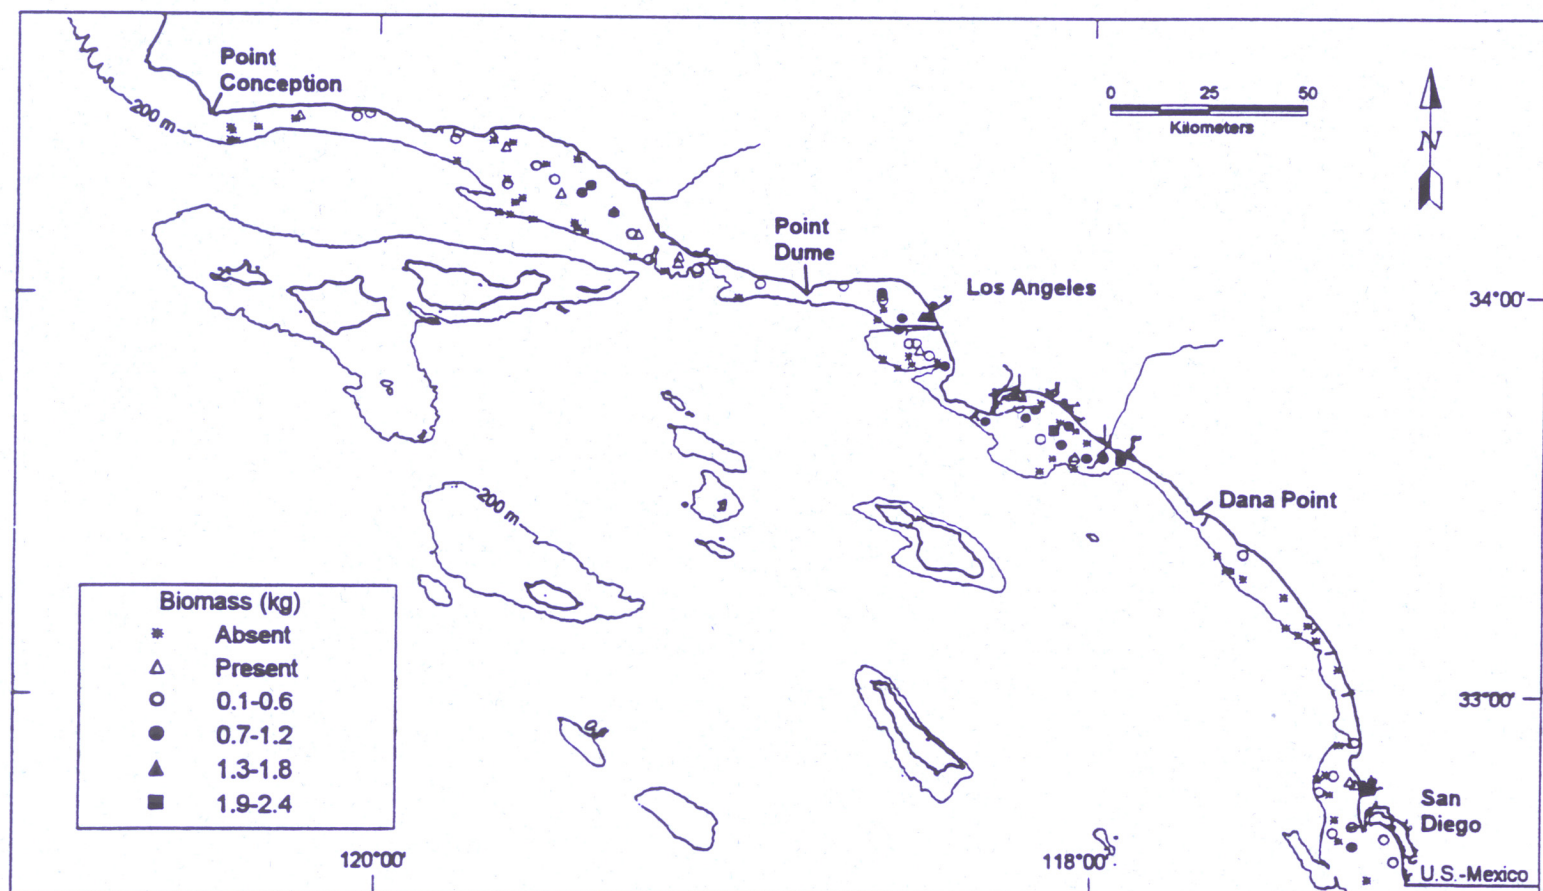 Point
Conception
200 m
0 25 50
Kilometers
N
Point
Dume
Los Angeles
34°00'
200 m
Dana Point
Biomass (kg)
Absent
Present
0.1-0.6
0.7-1.2
1.3-1.8
1.9-2.4
33°00'
San
Diego
120°00'
118°00'
U.S.-Mexico